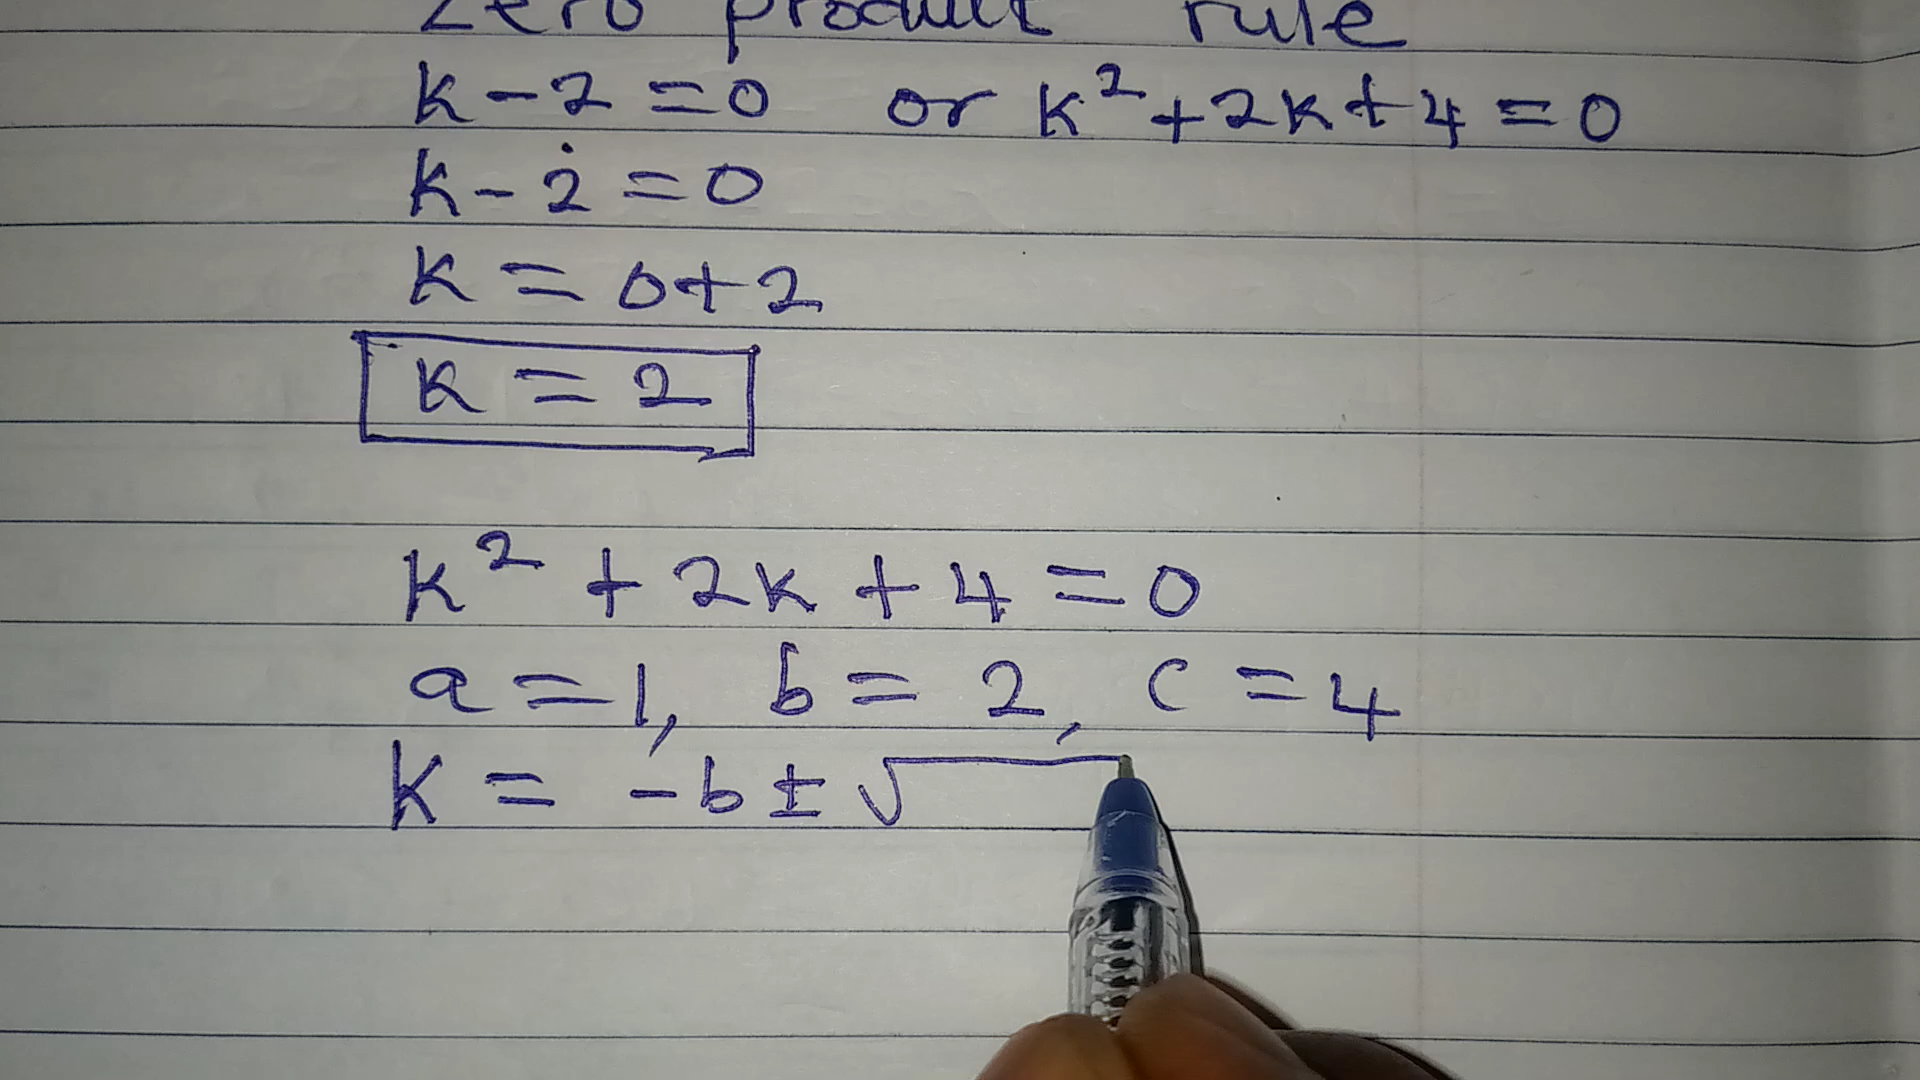 Zero product rule
k - 2 = 0 or k² + 2k + 4 = 0
k - 2 = 0
k = 0 + 2
k = 2
k² + 2k + 4 = 0
a = 1, b = 2, c = 4
k = -b ± √